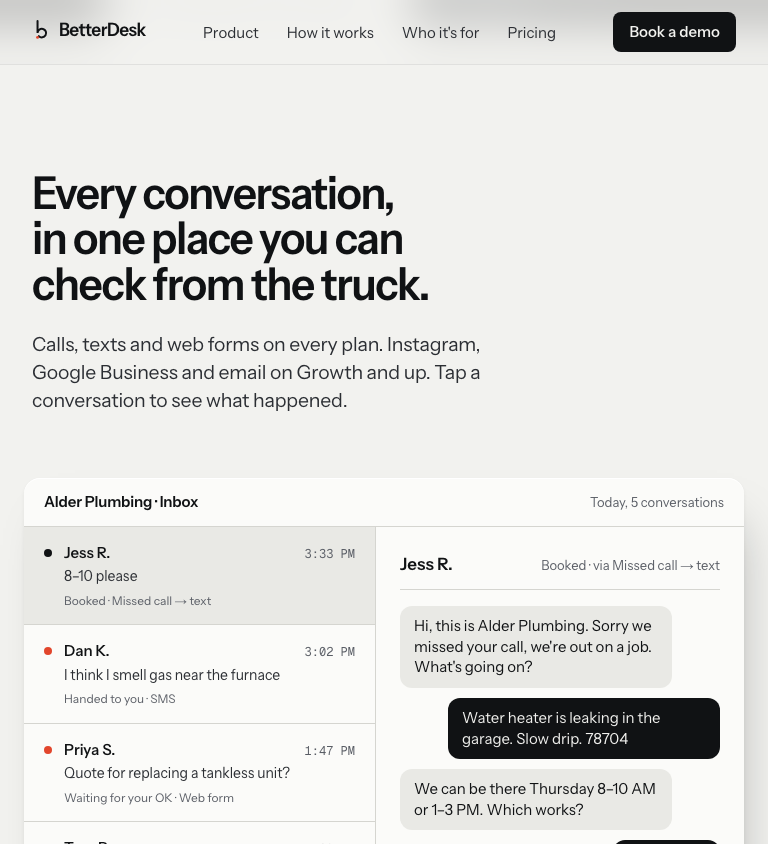 BetterDesk
Product
How it works
Who it's for
Pricing
Book a demo
Every conversation,
in one place you can
check from the truck.
Calls, texts and web forms on every plan. Instagram,
Google Business and email on Growth and up. Tap a
conversation to see what happened.
Alder Plumbing · Inbox
Today, 5 conversations
Jess R.
3:33 PM
8–10 please
Booked · Missed call → text
Dan K.
3:02 PM
I think I smell gas near the furnace
Handed to you · SMS
Priya S.
1:47 PM
Quote for replacing a tankless unit?
Waiting for your OK · Web form
Jess R.
Booked · via Missed call → text
Hi, this is Alder Plumbing. Sorry we
missed your call, we're out on a job.
What's going on?
Water heater is leaking in the
garage. Slow drip. 78704
We can be there Thursday 8–10 AM
or 1–3 PM. Which works?